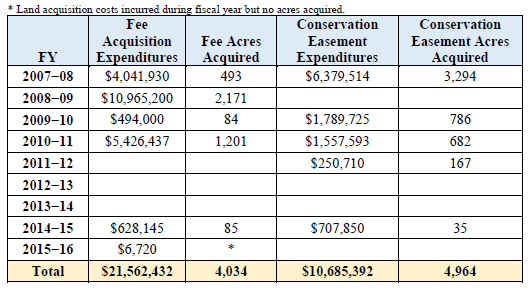 * Land acquisition costs incurred during fiscal year but no acres acquired.
FY Fee Acquisition Expenditures Fee Acres Acquired Conservation Easement Expenditures Conservation Easement Acres Acquired
2007–08 $4,041,930 493 $6,379,514 3,294
2008–09 $10,965,200 2,171
2009–10 $494,000 84 $1,789,725 786
2010–11 $5,426,437 1,201 $1,557,593 682
2011–12 $250,710 167
2012–13
2013–14
2014–15 $628,145 85 $707,850 35
2015–16 $6,720 *
Total $21,562,432 4,034 $10,685,392 4,964